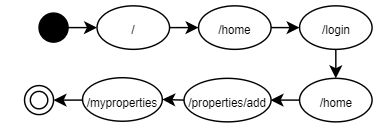 /
/home
/login
/home
/properties/add
/myproperties